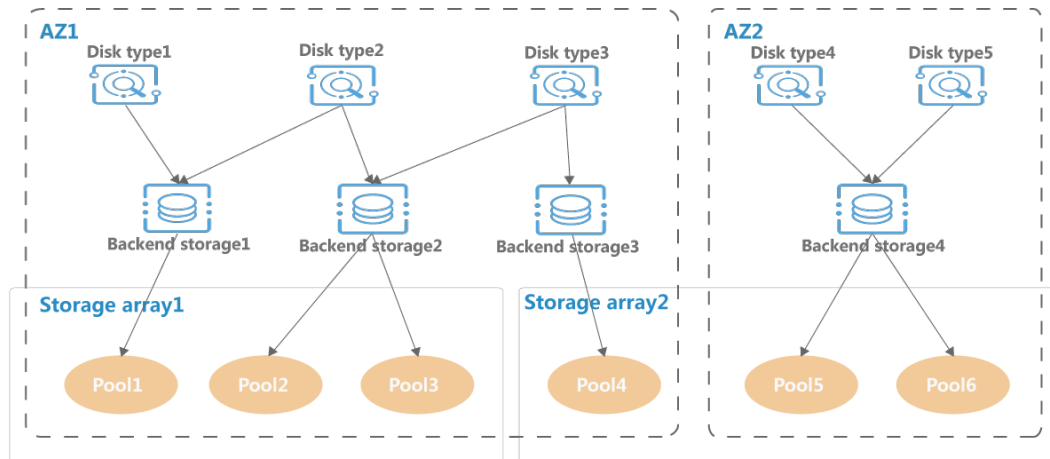 AZ1
Disk type1
Disk type2
Disk type3
Backend storage1
Backend storage2
Backend storage3
AZ2
Disk type4
Disk type5
Backend storage4
Storage array1
Pool1
Pool2
Pool3
Storage array2
Pool4
Pool5
Pool6